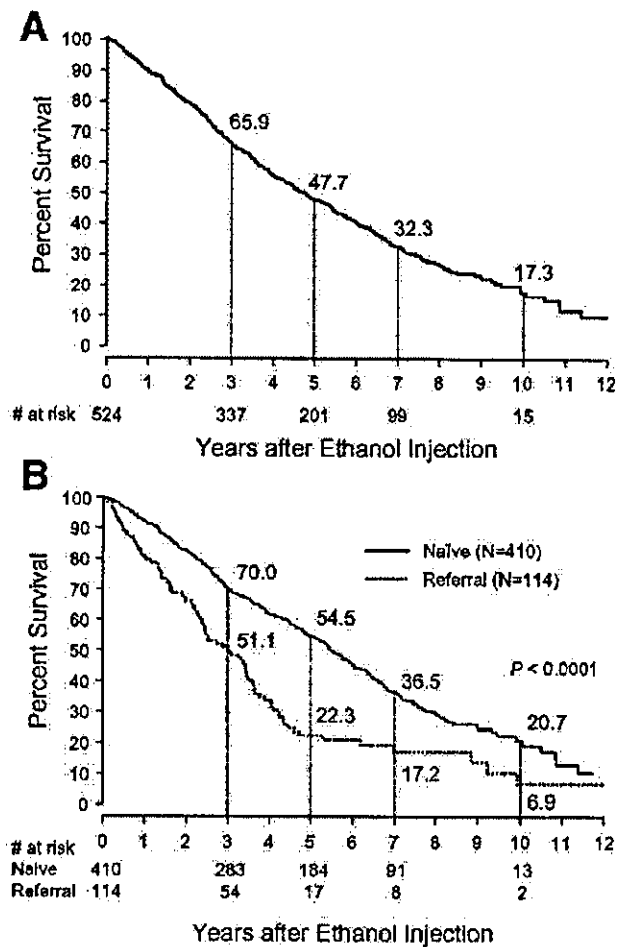 A
100
90
80
70
60
50
40
30
20
10
0
Percent Survival
65.9
47.7
32.3
17.3
0 1 2 3 4 5 6 7 8 9 10 11 12
# at risk 524 337 201 99 15
Years after Ethanol Injection
B
100
90
80
70
60
50
40
30
20
10
0
Percent Survival
Naïve (N=410)
Referral (N=114)
70.0
51.1
54.5
22.3
36.5
17.2
P < 0.0001
20.7
6.9
0 1 2 3 4 5 6 7 8 9 10 11 12
# at risk
Naive 410 283 184 91 13
Referral 114 54 17 8 2
Years after Ethanol Injection